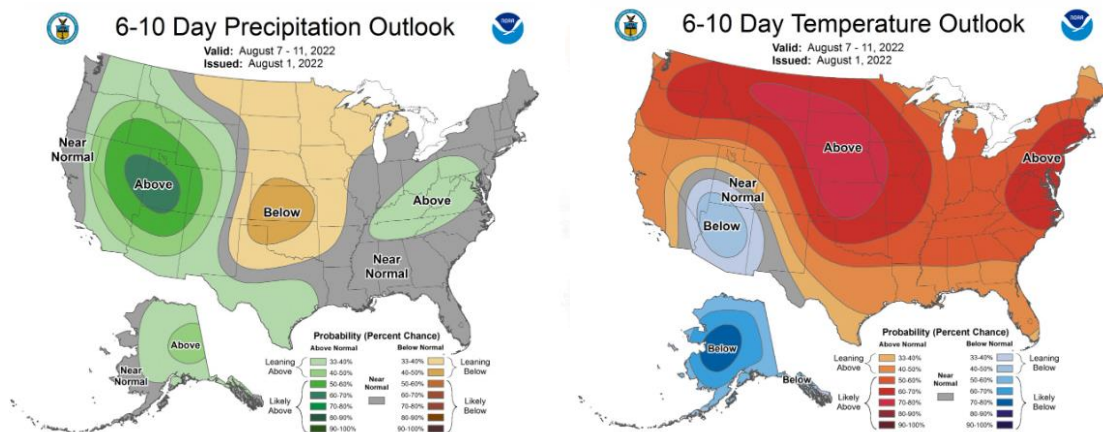 6-10 Day Precipitation Outlook
Valid: August 7 - 11, 2022
Issued: August 1, 2022
Near
Normal
Above
Below
Above
Near
Normal
Above
Near
Normal
Probability (Percent Chance)
Above Normal
Below Normal
Leaning
Above
Likely
Above
33-40%
40-50%
50-60%
60-70%
70-80%
80-90%
90-100%
Near
Normal
33-40%
40-50%
50-60%
60-70%
70-80%
80-90%
90-100%
Leaning
Below
Likely
Below
6-10 Day Temperature Outlook
Valid: August 7 - 11, 2022
Issued: August 1, 2022
Above
Above
Near
Normal
Below
Below
Below
Probability (Percent Chance)
Above Normal
Below Normal
Leaning
Above
Likely
Above
33-40%
40-50%
50-60%
60-70%
70-80%
80-90%
90-100%
Near
Normal
33-40%
40-50%
50-60%
60-70%
70-80%
80-90%
90-100%
Leaning
Below
Likely
Below